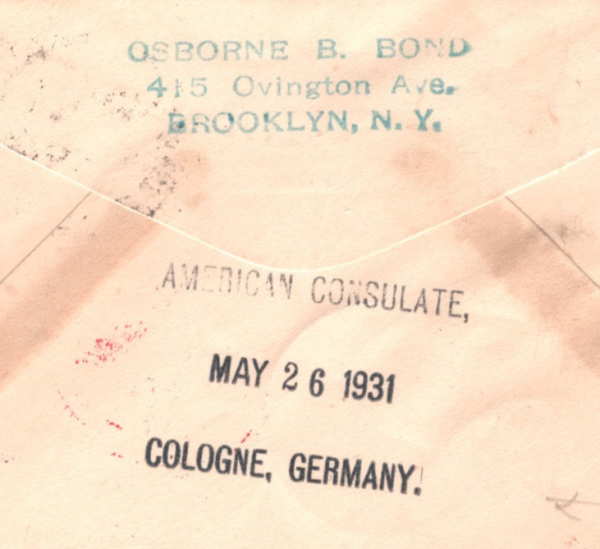 OSBORNE B. BOND
415 Ovington Ave.
BROOKLYN, N. Y.
AMERICAN CONSULATE,
MAY 26 1931
COLOGNE, GERMANY.